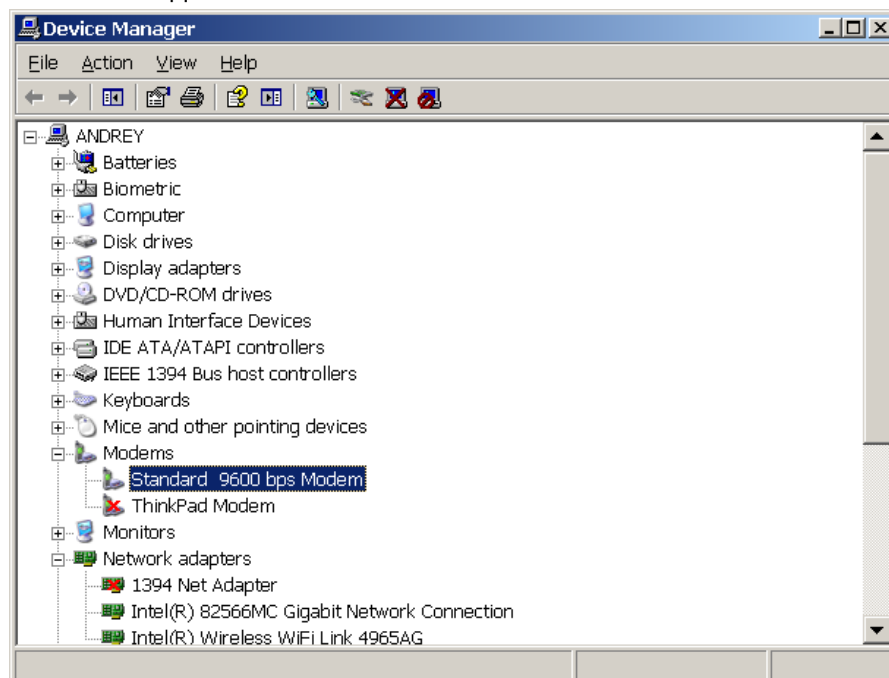 Device Manager
File Action View Help
ANDREY
Batteries
Biometric
Computer
Disk drives
Display adapters
DVD/CD-ROM drives
Human Interface Devices
IDE ATA/ATAPI controllers
IEEE 1394 Bus host controllers
Keyboards
Mice and other pointing devices
Modems
Standard 9600 bps Modem
ThinkPad Modem
Monitors
Network adapters
1394 Net Adapter
Intel(R) 82566MC Gigabit Network Connection
Intel(R) Wireless WiFi Link 4965AG